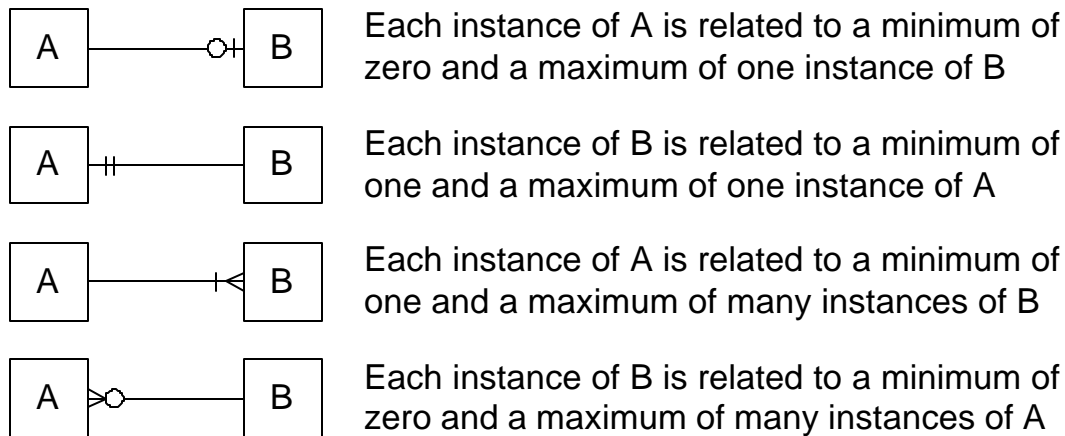 A B Each instance of A is related to a minimum of
zero and a maximum of one instance of B
A B Each instance of B is related to a minimum of
one and a maximum of one instance of A
A B Each instance of A is related to a minimum of
one and a maximum of many instances of B
A B Each instance of B is related to a minimum of
zero and a maximum of many instances of A